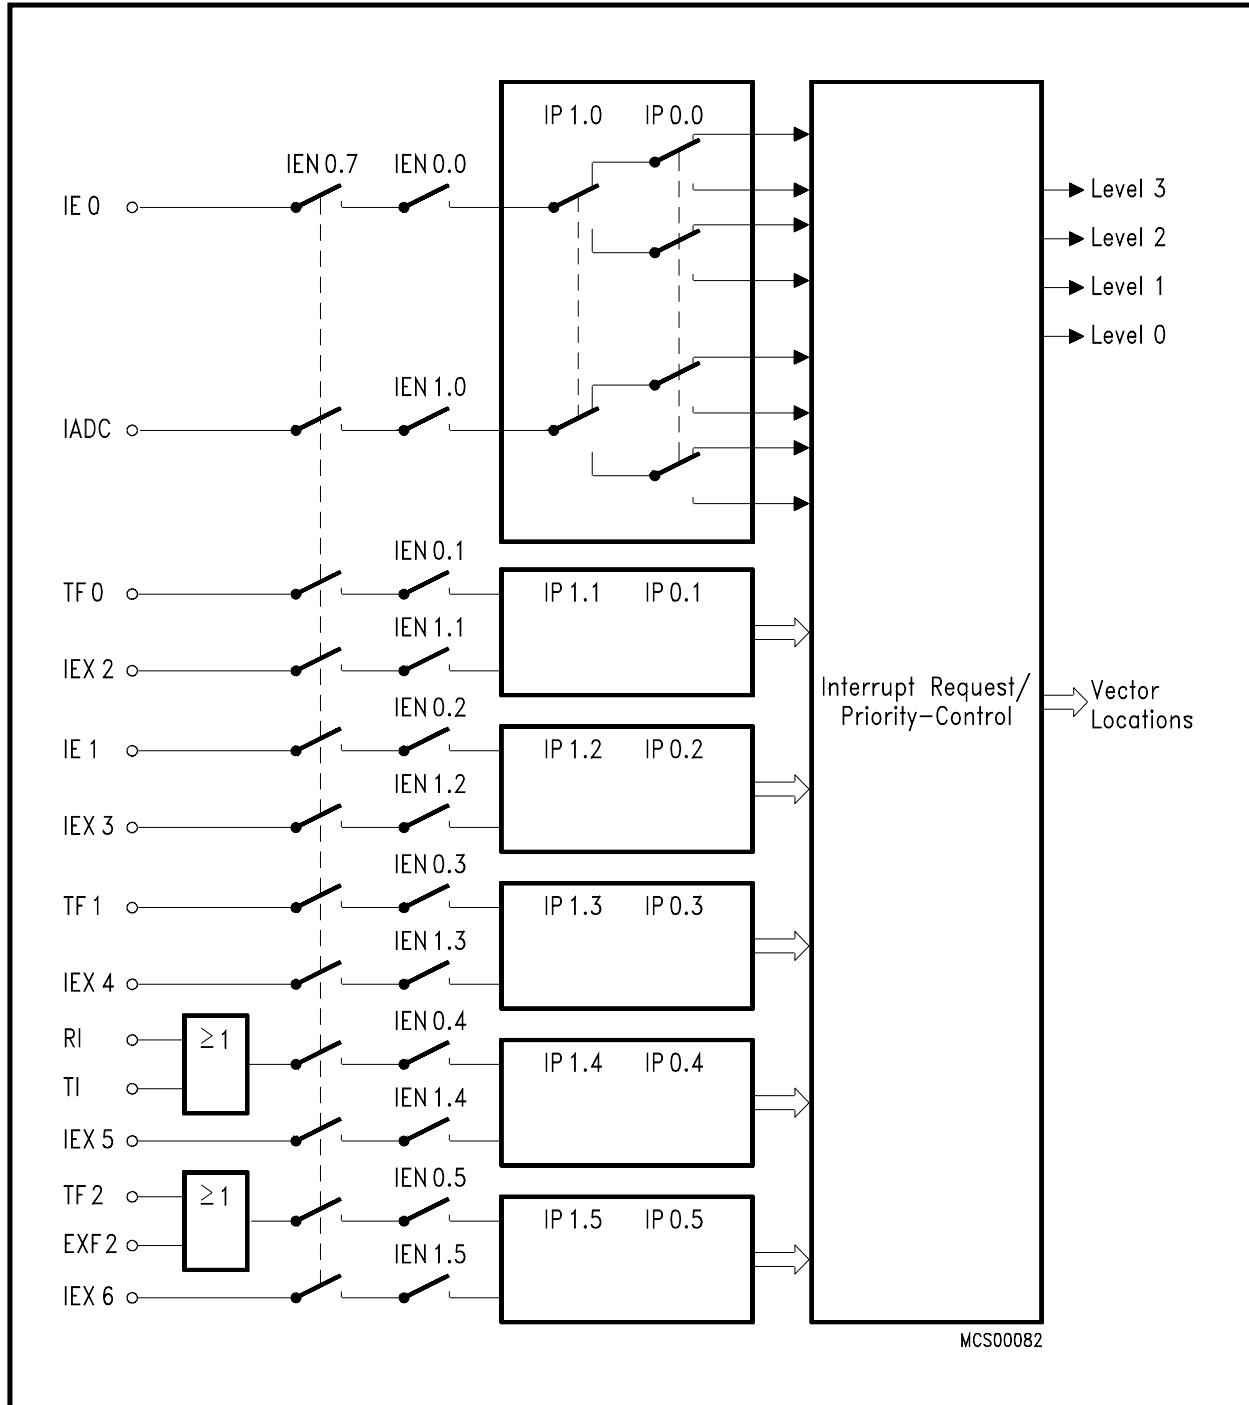 IP 1.0 IP 0.0
IEN 0.7 IEN 0.0
IE 0
Level 3
Level 2
Level 1
Level 0
IEN 1.0
IADC
IEN 0.1
TF 0
IP 1.1 IP 0.1
IEN 1.1
IEX 2
Interrupt Request/
Priority-Control
Vector
Locations
IEN 0.2
IE 1
IP 1.2 IP 0.2
IEN 1.2
IEX 3
IEN 0.3
TF 1
IP 1.3 IP 0.3
IEN 1.3
IEX 4
IEN 0.4
RI
≥1
TI
IP 1.4 IP 0.4
IEN 1.4
IEX 5
IEN 0.5
TF 2
≥1
EXF 2
IP 1.5 IP 0.5
IEN 1.5
IEX 6
MCS00082